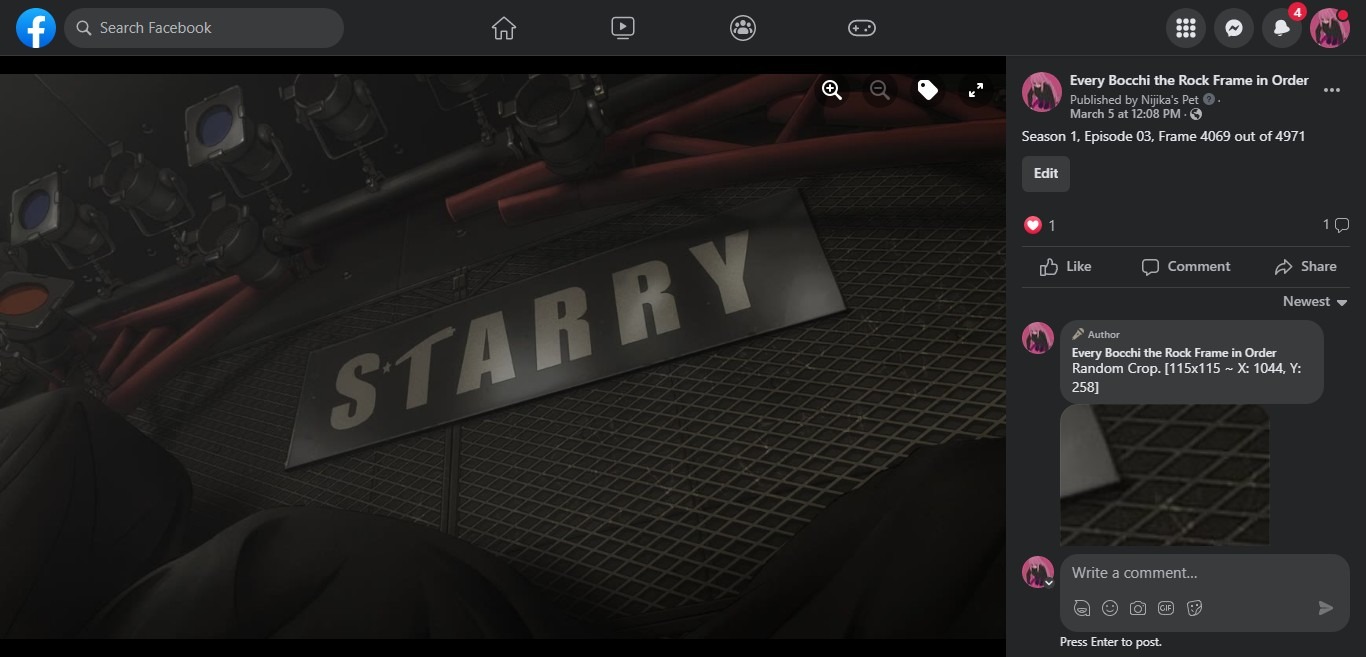 Search Facebook
4
STARRY
Every Bocchi the Rock Frame in Order
Published by Nijika's Pet ? ·
March 5 at 12:08 PM ·
Season 1, Episode 03, Frame 4069 out of 4971
Edit
1
1
Like
Comment
Share
Newest
Author
Every Bocchi the Rock Frame in Order
Random Crop. [115x115 ~ X: 1044, Y:
258]
Write a comment...
GIF
Press Enter to post.